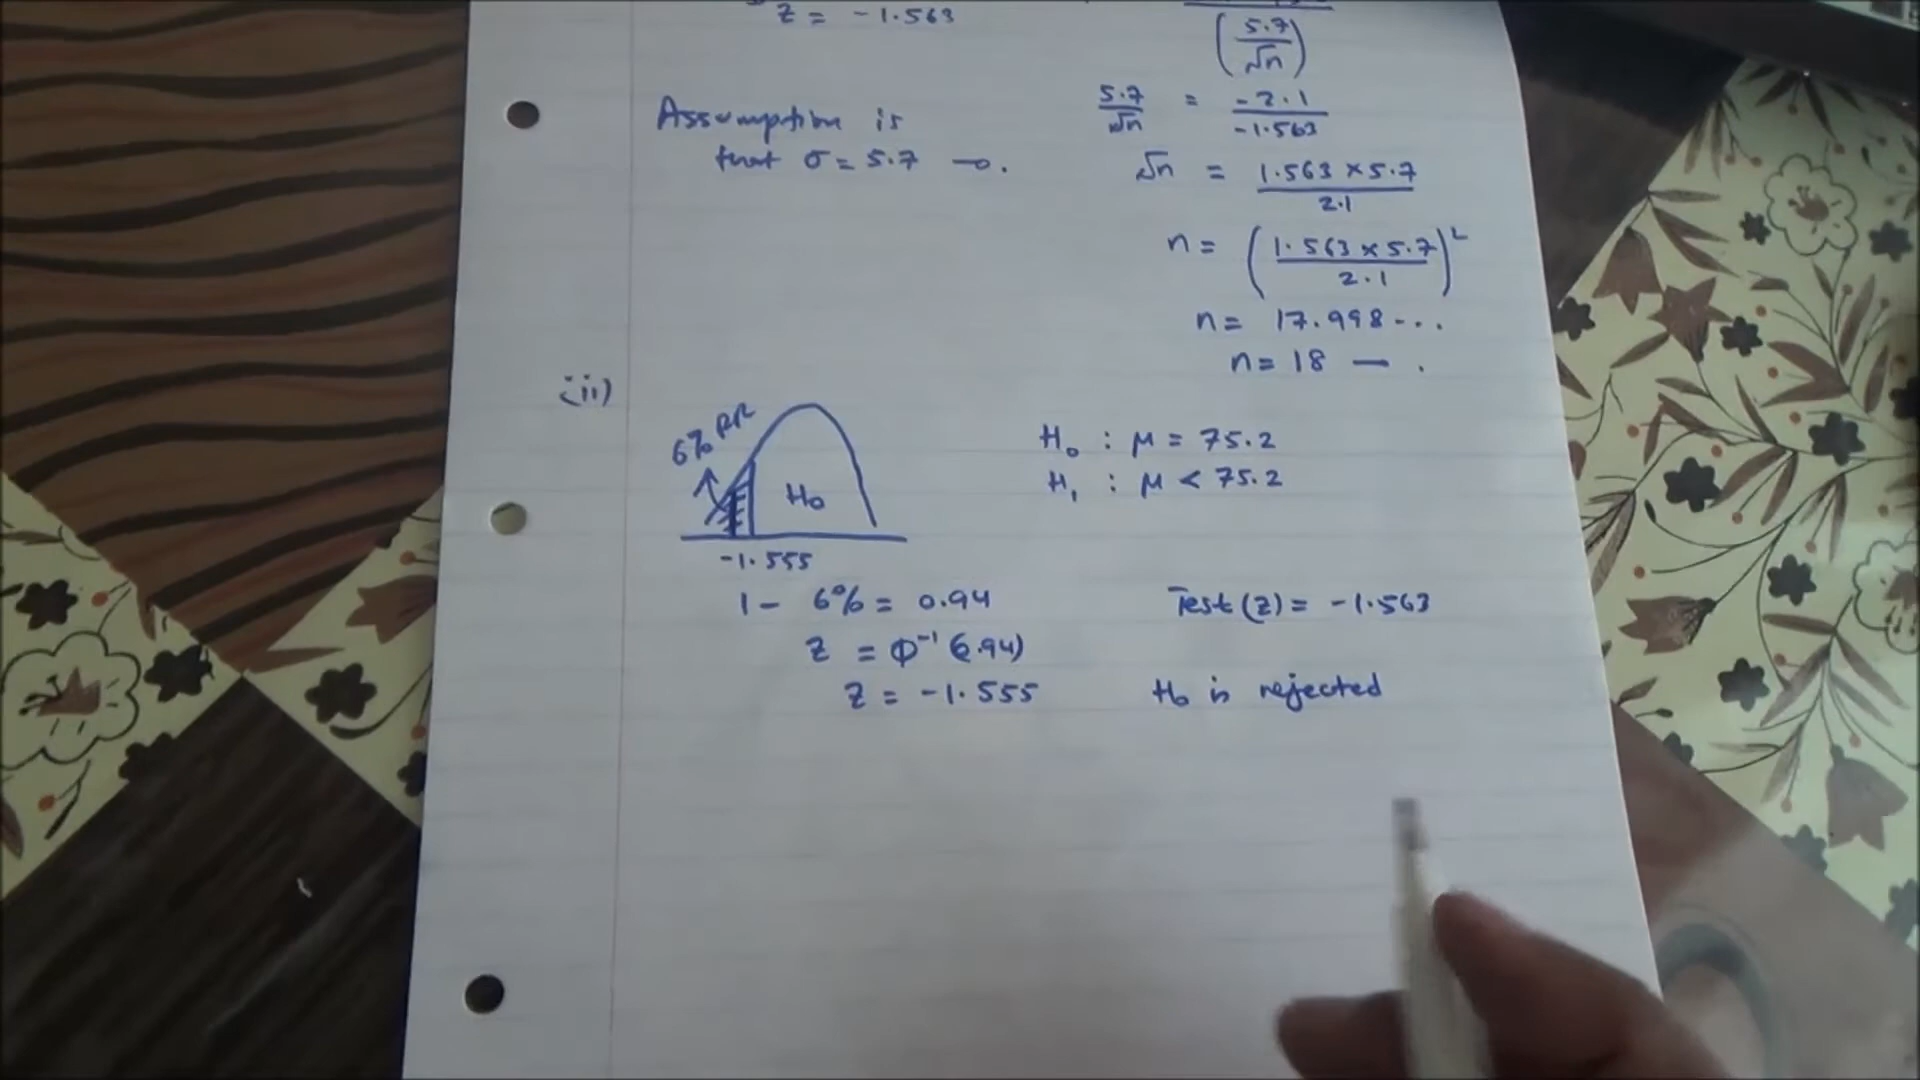 z = -1.563
(5.7/√n)
Assumption is
that σ = 5.7
5.7/√n = -2.1/-1.563
√n = 1.563 × 5.7/2.1
n = (1.563 × 5.7/2.1)²
n = 17.998...
n = 18
(ii)
6% RR
H₀
-1.555
H₀ : μ = 75.2
H₁ : μ < 75.2
1 - 6% = 0.94
z = Φ⁻¹(0.94)
z = -1.555
Test (z) = -1.563
H₀ is rejected